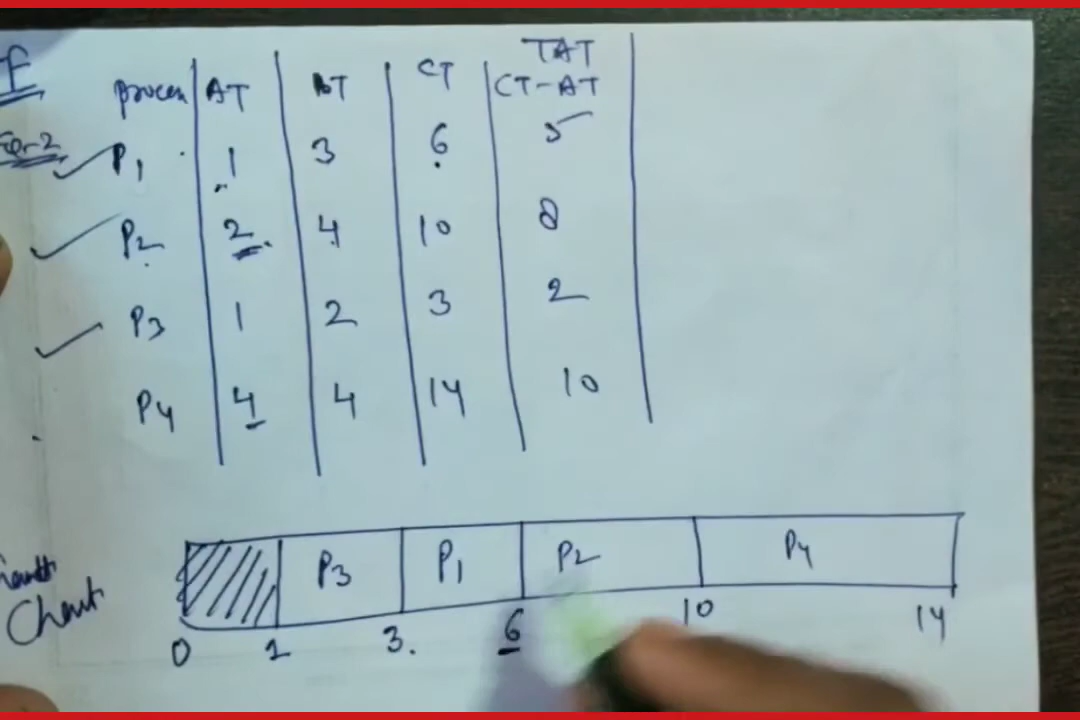 TAT
process AT BT CT CT-AT
P1 1 3 6 5
P2 2 4 10 8
P3 1 2 3 2
P4 4 4 14 10
P3 P1 P2 P4
Chart
0 1 3. 6 10 14